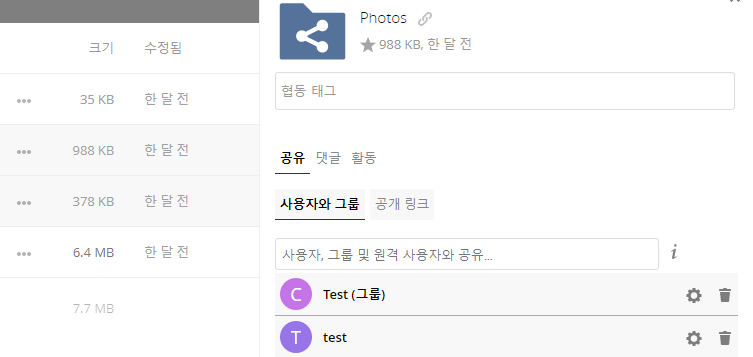 크기 수정됨
35 KB 한 달 전
988 KB 한 달 전
378 KB 한 달 전
6.4 MB 한 달 전
7.7 MB
Photos
988 KB, 한 달 전
협동 태그
공유 댓글 활동
사용자와 그룹 공개 링크
사용자, 그룹 및 원격 사용자와 공유...
i
C Test (그룹)
T test